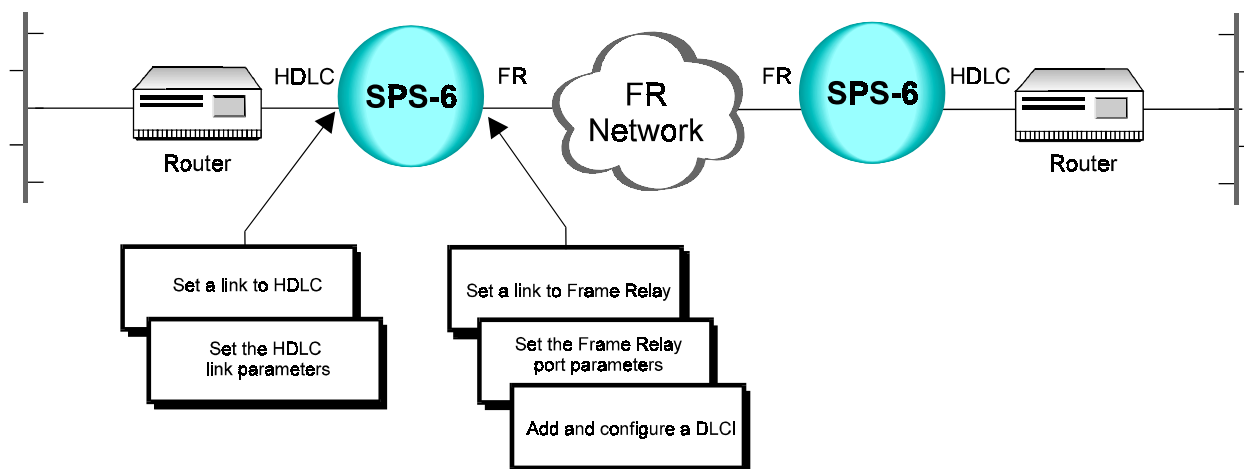 HDLC
SPS-6
FR
FR
Network
FR
SPS-6
HDLC
Router
Router
Set a link to HDLC
Set the HDLC
link parameters
Set a link to Frame Relay
Set the Frame Relay
port parameters
Add and configure a DLCI